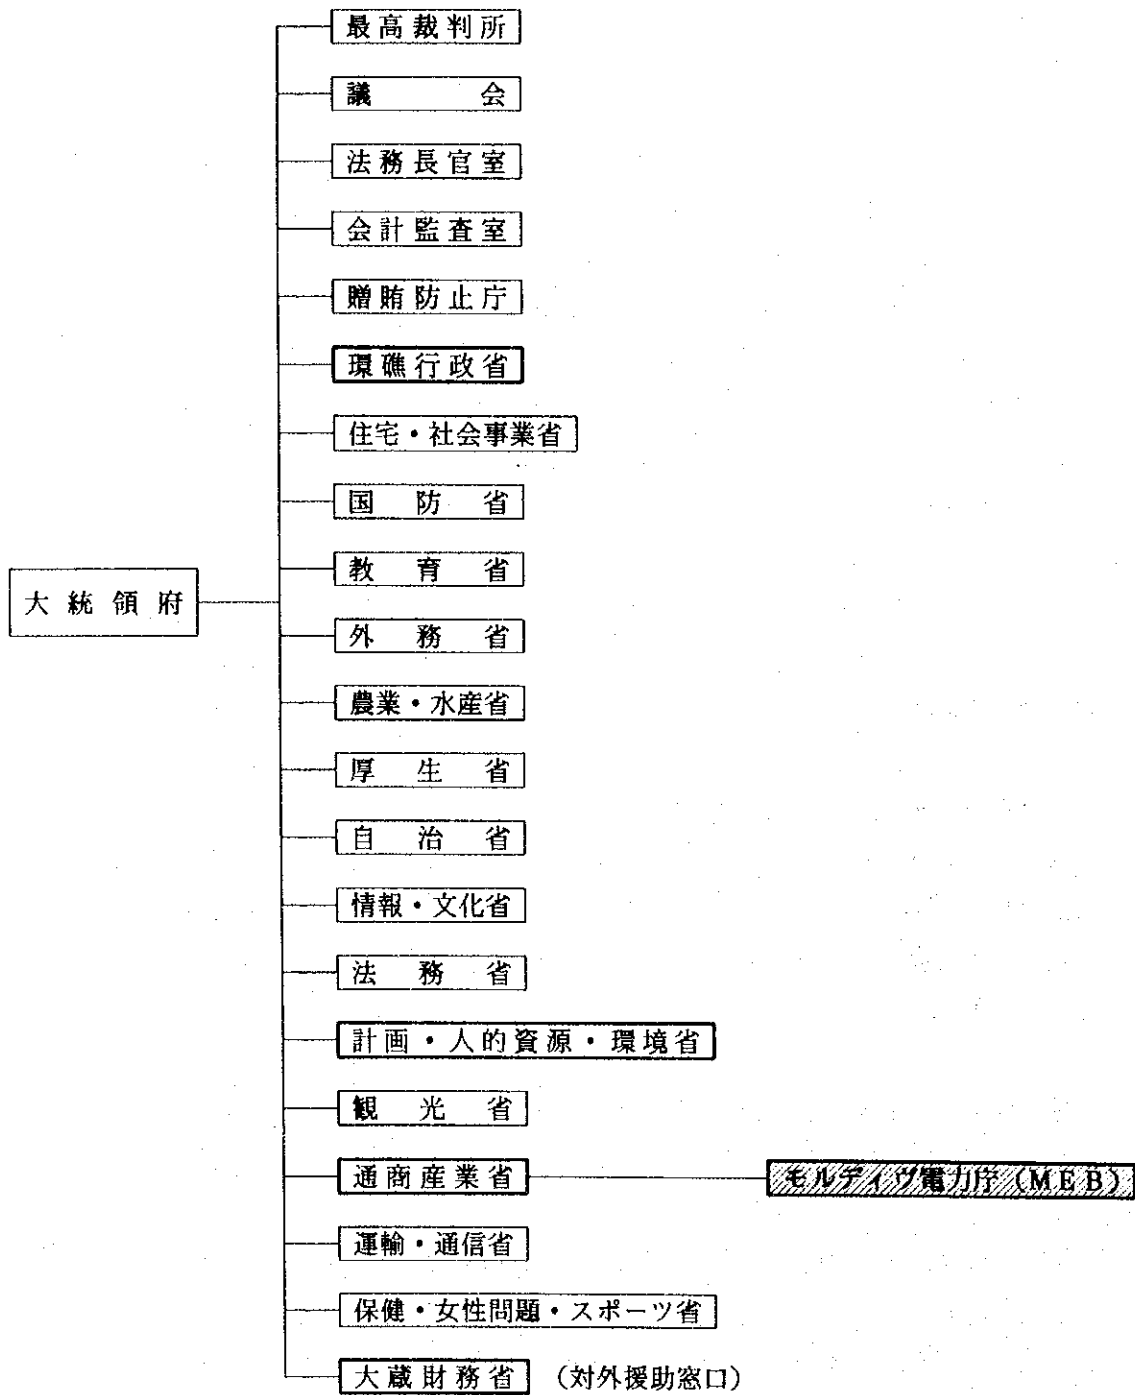 最高裁判所
議会
法務長官室
会計監査室
贈賄防止庁
環礁行政省
住宅・社会事業省
国防省
教育省
大統領府
外務省
農業・水産省
厚生省
自治省
情報・文化省
法務省
計画・人的資源・環境省
観光省
通商産業省
モルディヴ電力庁(MEB)
運輸・通信省
保健・女性問題・スポーツ省
大蔵財務省 (対外援助窓口)